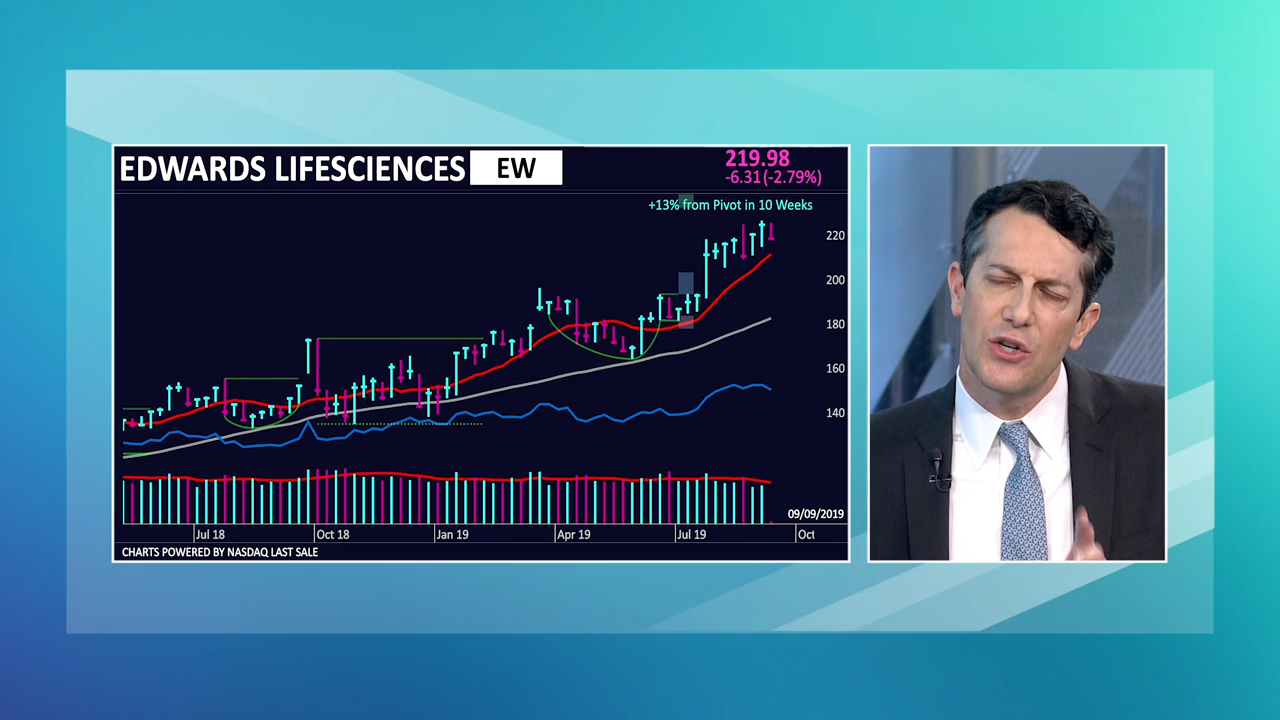 EDWARDS LIFESCIENCES EW
219.98
-6.31 (-2.79%)
+13% from Pivot in 10 Weeks
220
200
180
160
140
09/09/2019
Jul 18 Oct 18 Jan 19 Apr 19 Jul 19 Oct
CHARTS POWERED BY NASDAQ LAST SALE